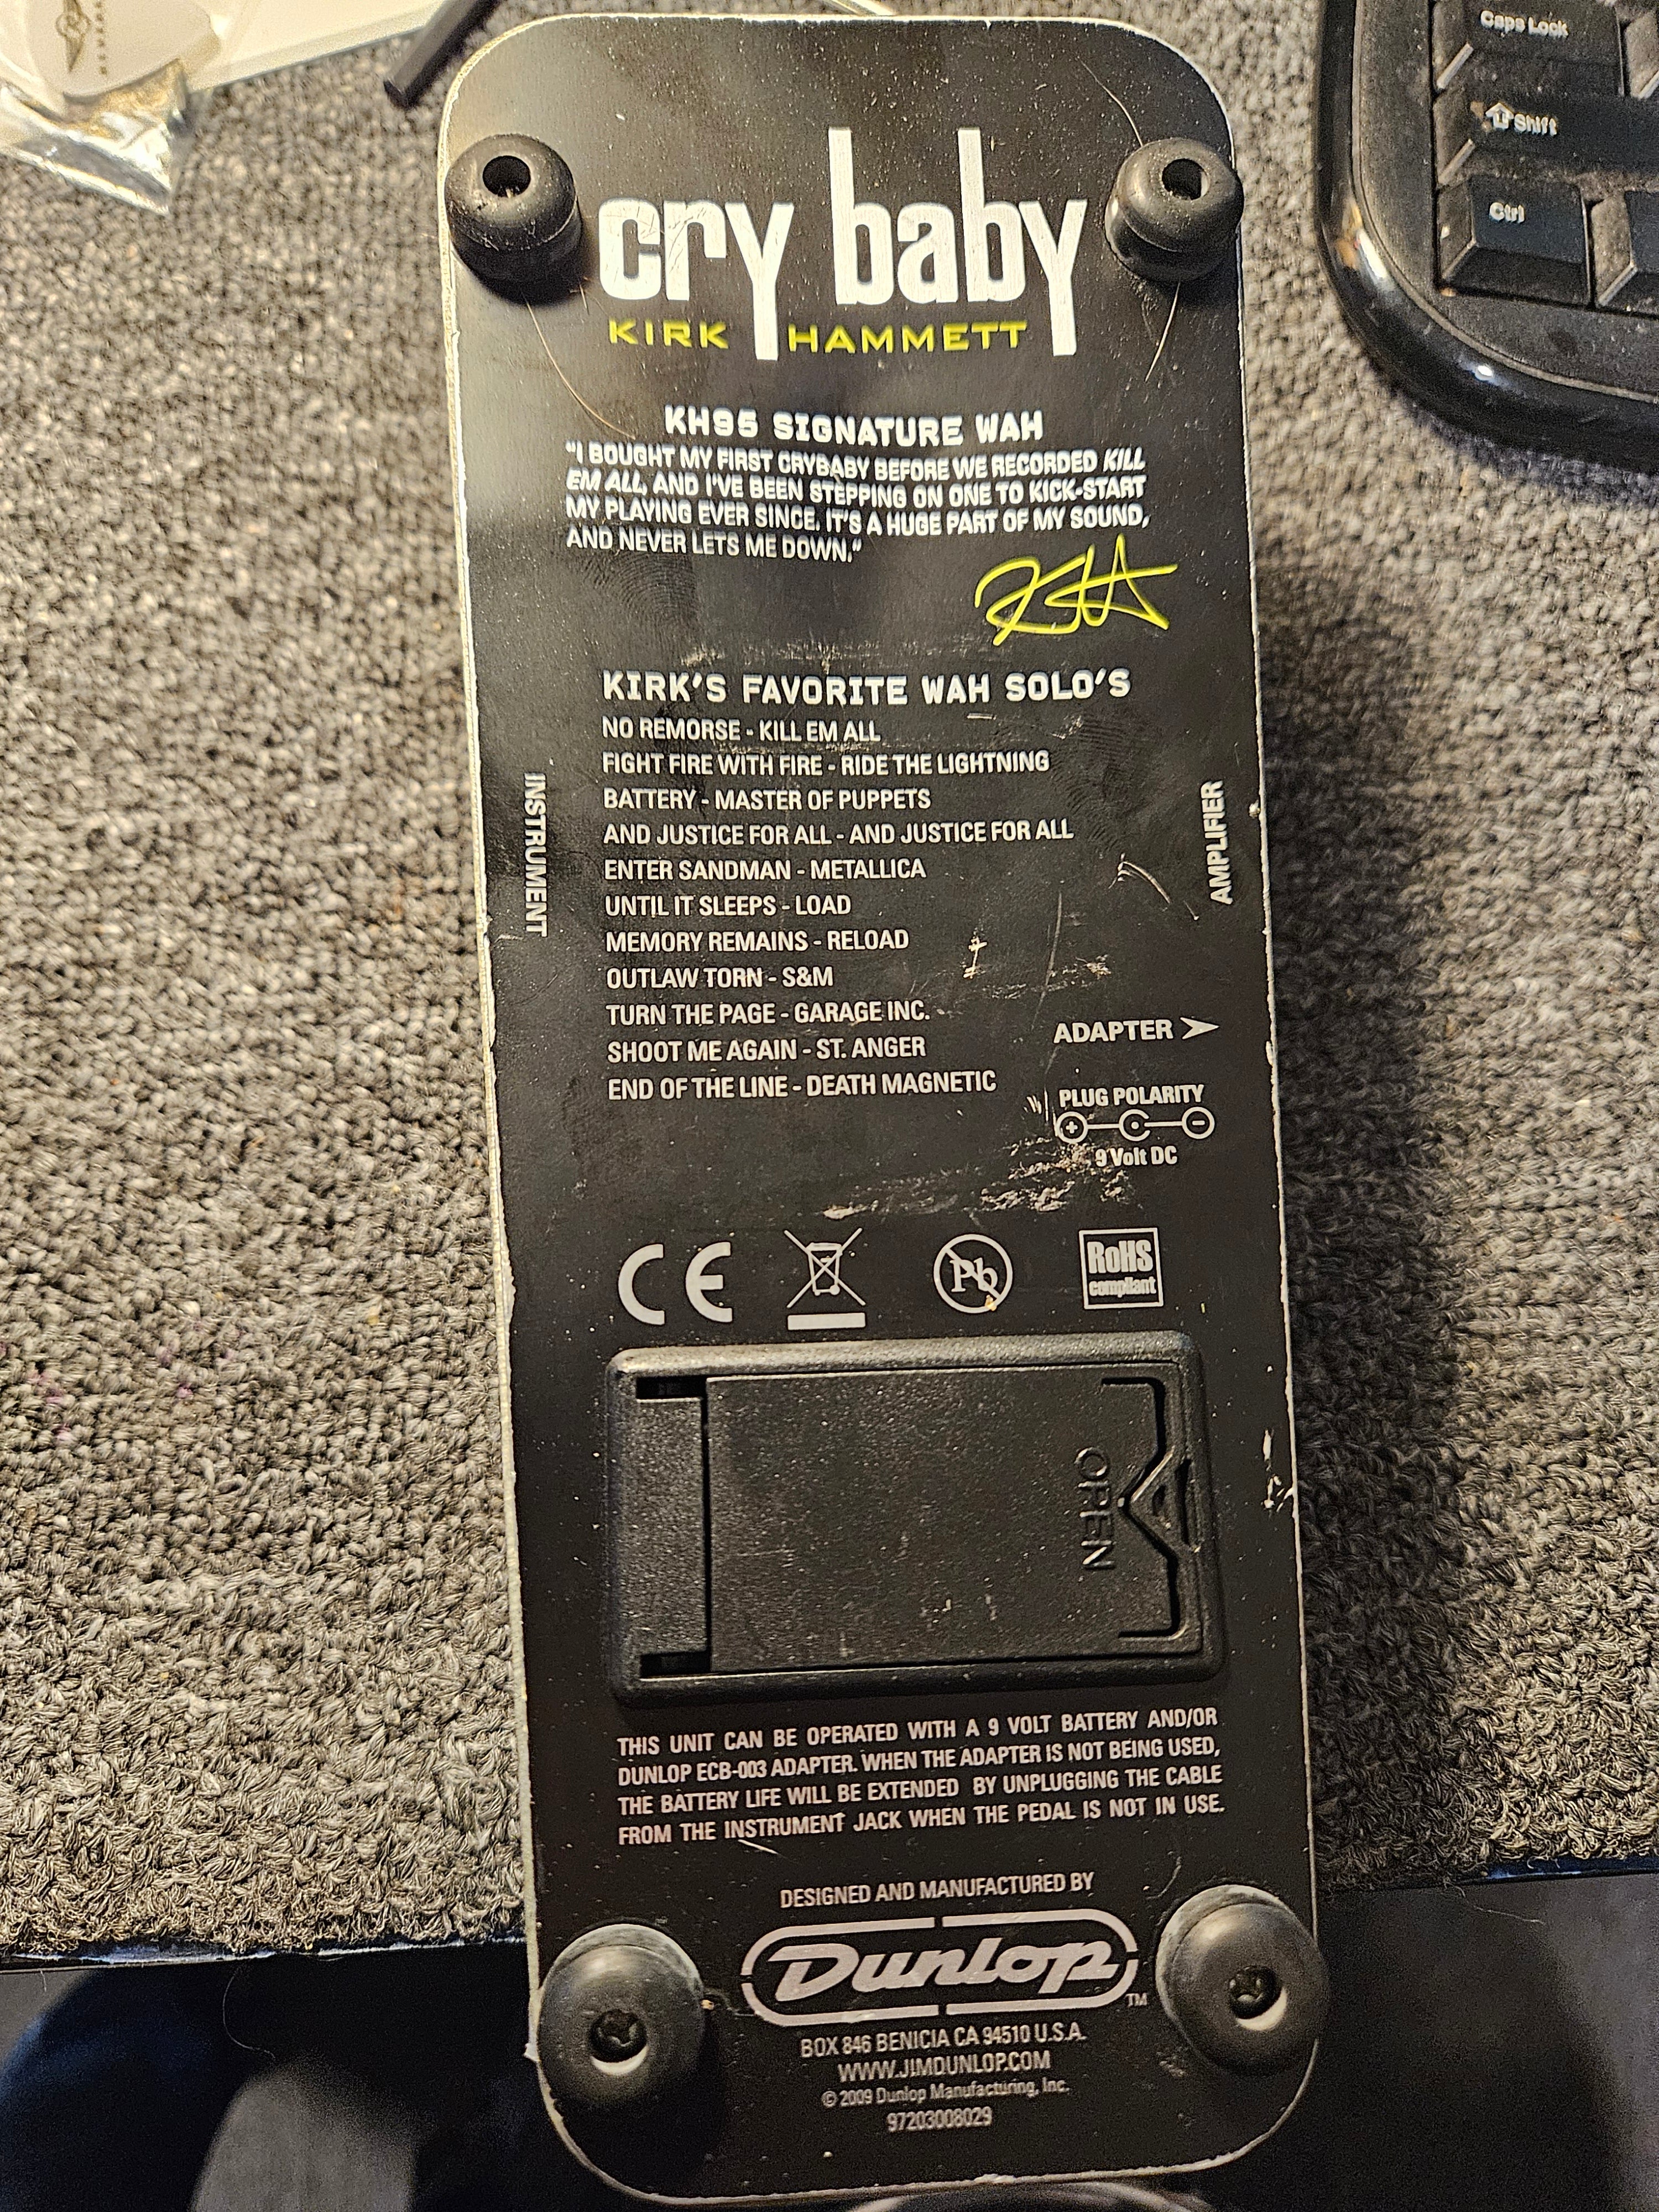 Caps Lock
Shift
Ctrl
cry baby
KIRK HAMMETT
KH95 SIGNATURE WAH
"I BOUGHT MY FIRST CRYBABY BEFORE WE RECORDED KILL
EM ALL, AND I'VE BEEN STEPPING ON ONE TO KICK-START
MY PLAYING EVER SINCE. IT'S A HUGE PART OF MY SOUND,
AND NEVER LETS ME DOWN."
KIRK'S FAVORITE WAH SOLO'S
NO REMORSE - KILL EM ALL
FIGHT FIRE WITH FIRE - RIDE THE LIGHTNING
BATTERY - MASTER OF PUPPETS
AND JUSTICE FOR ALL - AND JUSTICE FOR ALL
ENTER SANDMAN - METALLICA
UNTIL IT SLEEPS - LOAD
MEMORY REMAINS - RELOAD
OUTLAW TORN - S&M
TURN THE PAGE - GARAGE INC.
SHOOT ME AGAIN - ST. ANGER
END OF THE LINE - DEATH MAGNETIC
INSTRUMENT
AMPLIFIER
ADAPTER
PLUG POLARITY
+ -
9 Volt DC
CE
Pb
RoHS
compliant
OPEN
THIS UNIT CAN BE OPERATED WITH A 9 VOLT BATTERY AND/OR
DUNLOP ECB-003 ADAPTER. WHEN THE ADAPTER IS NOT BEING USED,
THE BATTERY LIFE WILL BE EXTENDED BY UNPLUGGING THE CABLE
FROM THE INSTRUMENT JACK WHEN THE PEDAL IS NOT IN USE.
DESIGNED AND MANUFACTURED BY
Dunlop TM
BOX 846 BENICIA CA 94510 U.S.A.
WWW.JIMDUNLOP.COM
© 2009 Dunlop Manufacturing, Inc.
97203008029